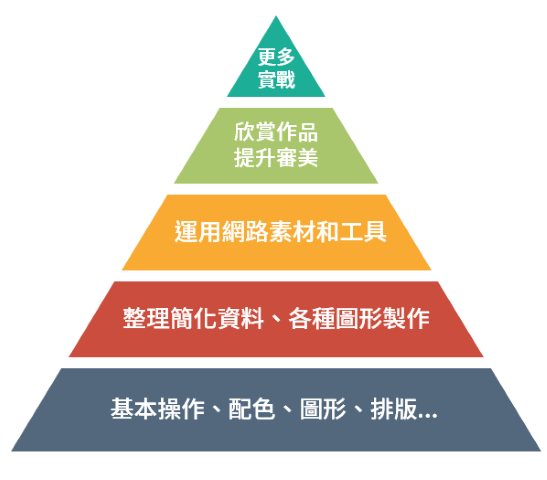 更多
實戰
欣賞作品
提升審美
運用網路素材和工具
整理簡化資料、各種圖形製作
基本操作、配色、圖形、排版...